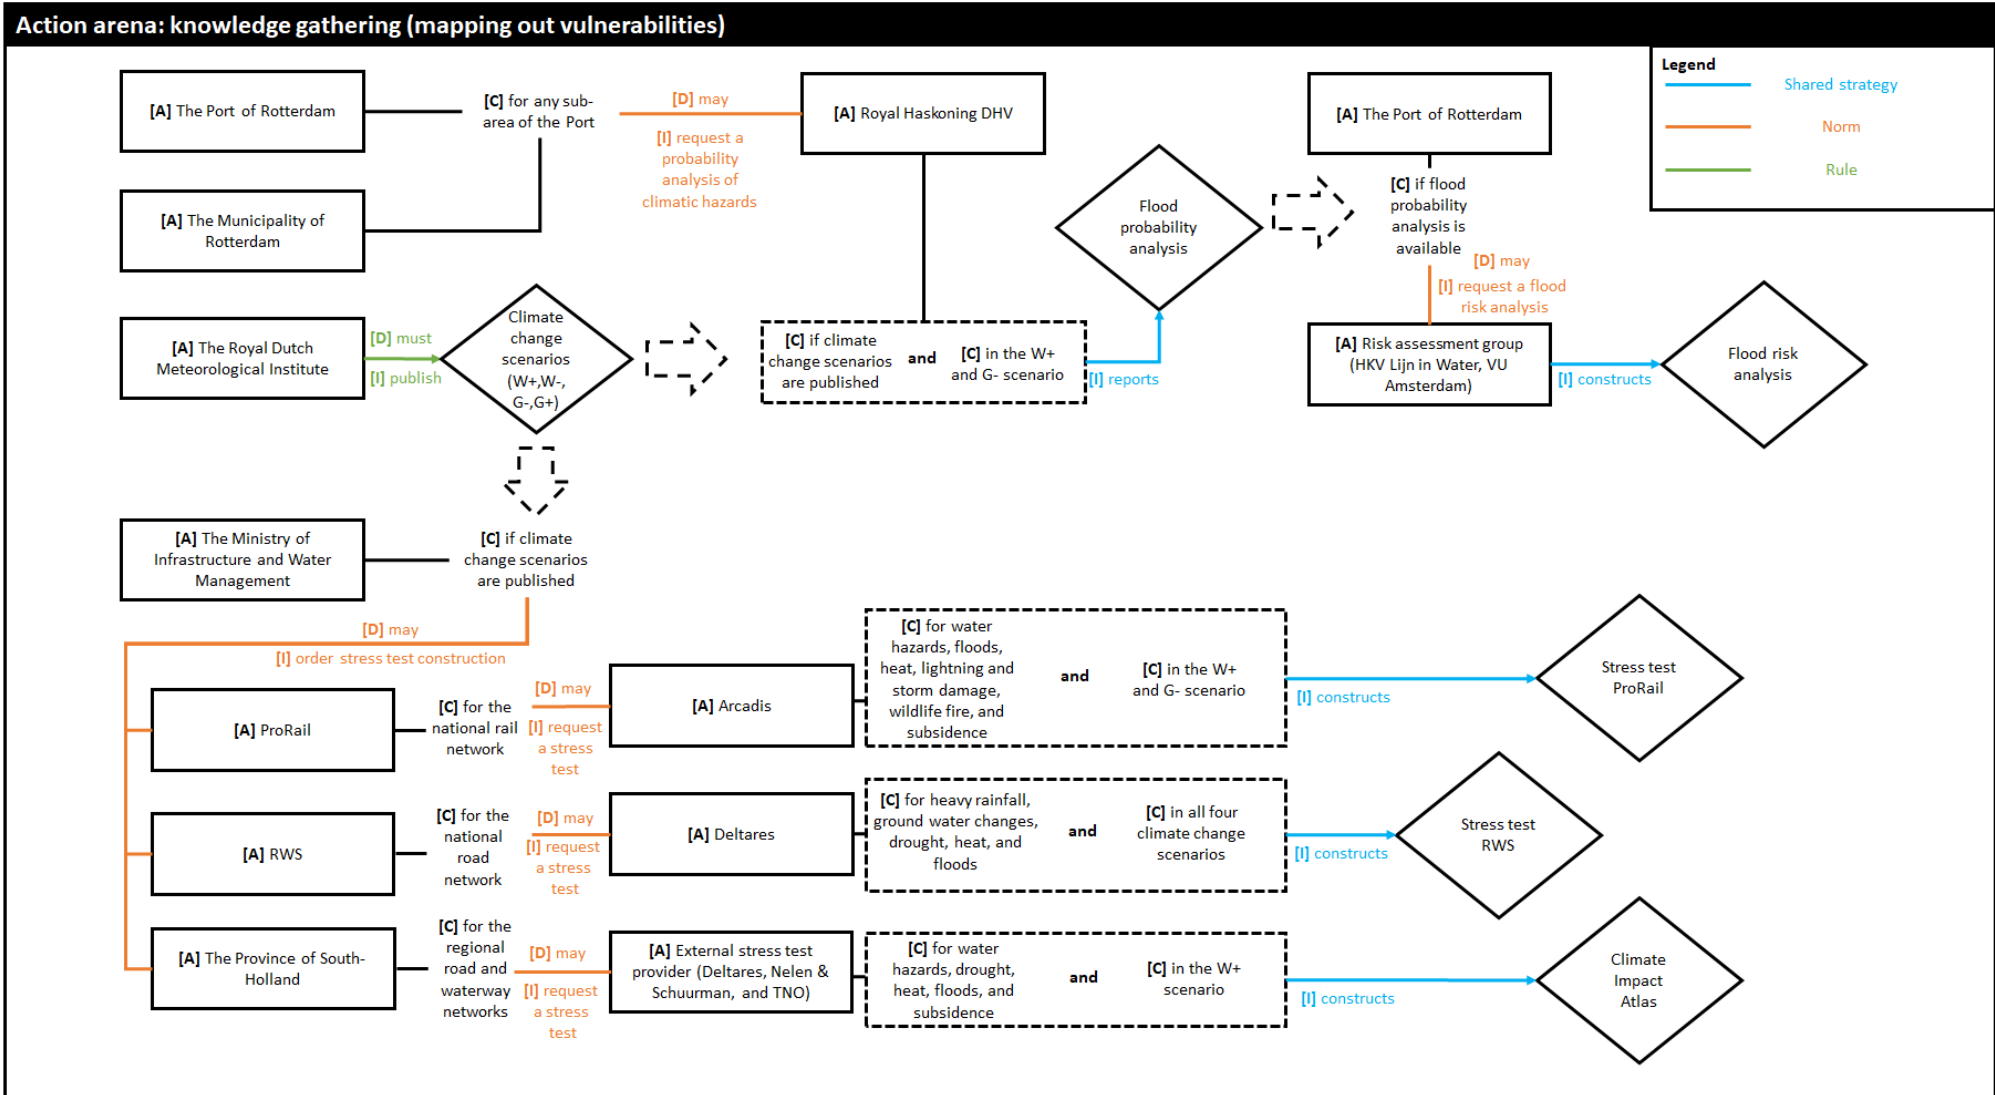 Action arena: knowledge gathering (mapping out vulnerabilities)
Legend
Shared strategy
Norm
Rule
[A] The Port of Rotterdam
[C] for any sub-
area of the Port
[D] may
[I] request a
probability
analysis of
climatic hazards
[A] Royal Haskoning DHV
[A] The Municipality of
Rotterdam
Flood
probability
analysis
[A] The Port of Rotterdam
[C] if flood
probability
analysis is
available
[D] may
[I] request a flood
risk analysis
[A] The Royal Dutch
Meteorological Institute
[D] must
[I] publish
Climate
change
scenarios
(W+,W-,
G-,G+)
[C] if climate
change scenarios
are published
and
[C] in the W+
and G- scenario
[I] reports
[A] Risk assessment group
(HKV Lijn in Water, VU
Amsterdam)
[I] constructs
Flood risk
analysis
[A] The Ministry of
Infrastructure and Water
Management
[C] if climate
change scenarios
are published
[D] may
[I] order stress test construction
[A] ProRail
[C] for the
national rail
network
[D] may
[I] request
a stress
test
[A] Arcadis
[C] for water
hazards, floods,
heat, lightning and
storm damage,
wildlife fire, and
subsidence
and
[C] in the W+
and G- scenario
[I] constructs
Stress test
ProRail
[A] RWS
[C] for the
national
road
network
[D] may
[I] request
a stress
test
[A] Deltares
[C] for heavy rainfall,
ground water changes,
drought, heat, and
floods
and
[C] in all four
climate change
scenarios
[I] constructs
Stress test
RWS
[A] The Province of South-
Holland
[C] for the
regional
road and
waterway
networks
[D] may
[I] request
a stress
test
[A] External stress test
provider (Deltares, Nelen &
Schuurman, and TNO)
[C] for water
hazards, drought,
heat, floods, and
subsidence
and
[C] in the W+
scenario
[I] constructs
Climate
Impact
Atlas